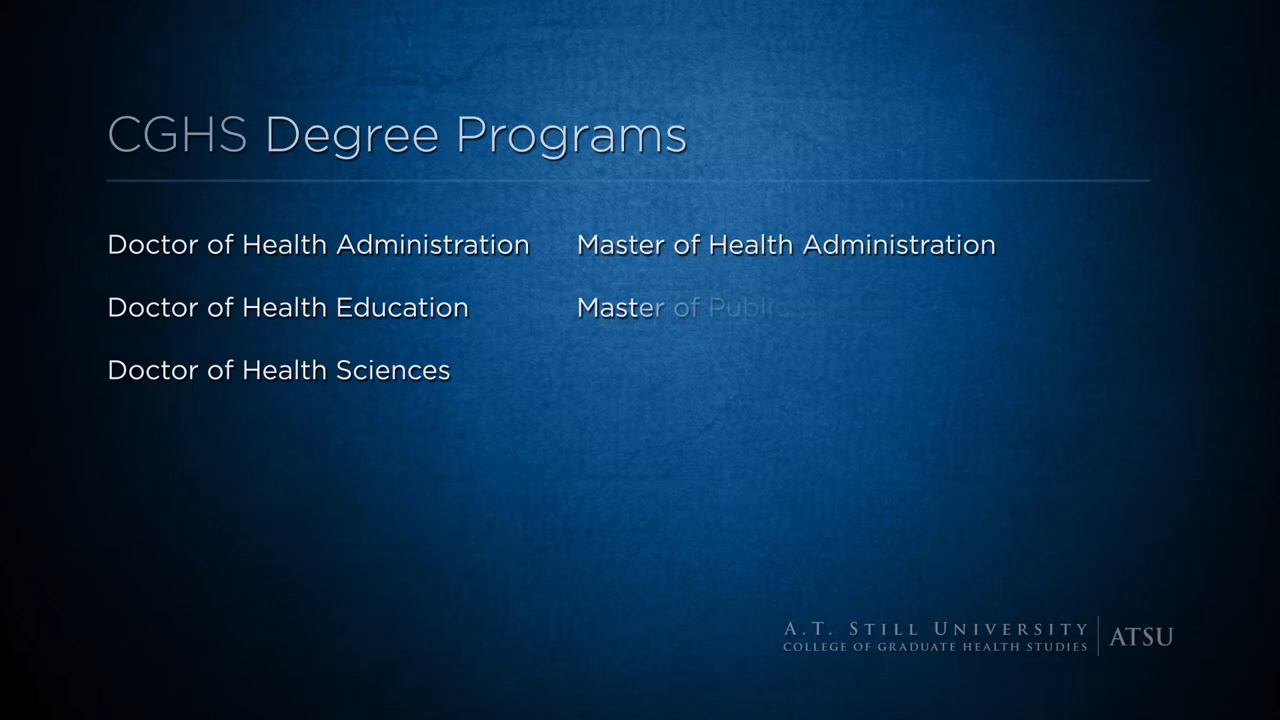 CGHS Degree Programs
Doctor of Health Administration
Doctor of Health Education
Doctor of Health Sciences
Master of Health Administration
Master of Public
A.T. STILL UNIVERSITY
COLLEGE OF GRADUATE HEALTH STUDIES
ATSU